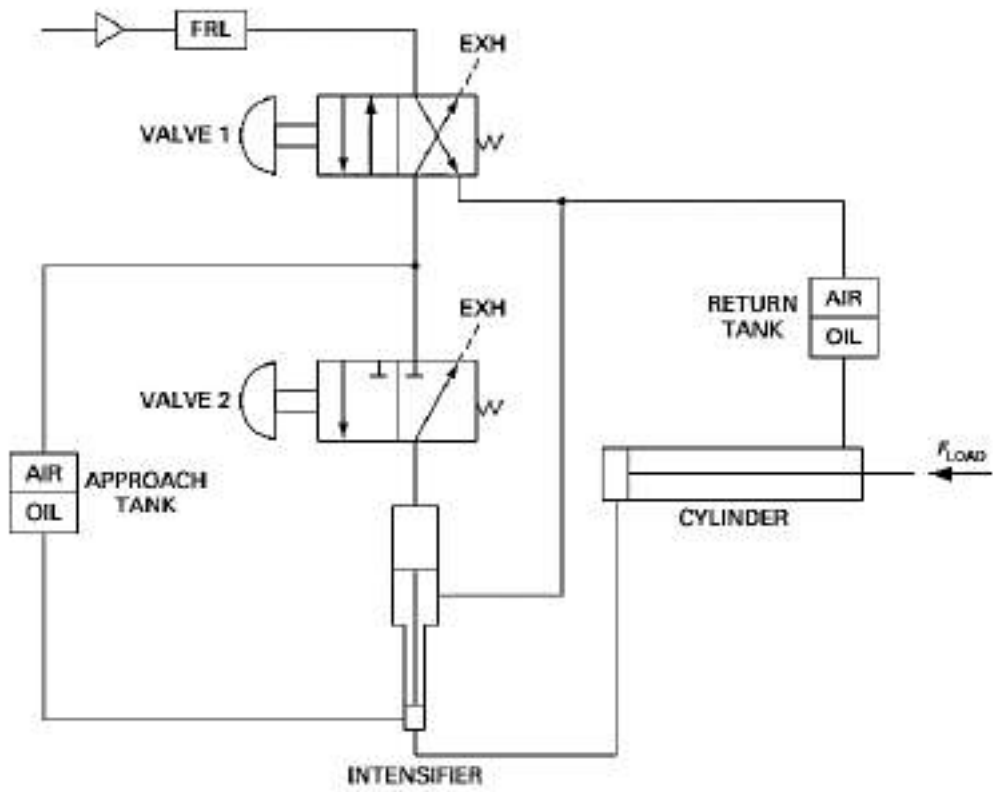 FRL
EXH
VALVE 1
EXH
RETURN
TANK
AIR
OIL
VALVE 2
AIR
OIL
APPROACH
TANK
F_LOAD
CYLINDER
INTENSIFIER